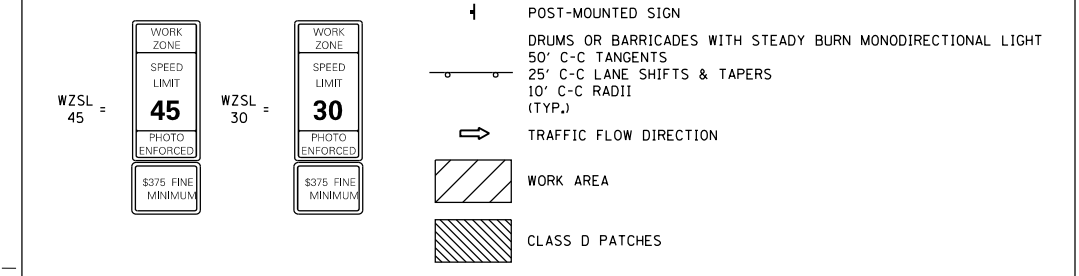 WZSL
45
=
WORK
ZONE
SPEED
LIMIT
45
PHOTO
ENFORCED
$375 FINE
MINIMUM
WZSL
30
=
WORK
ZONE
SPEED
LIMIT
30
PHOTO
ENFORCED
$375 FINE
MINIMUM
POST-MOUNTED SIGN
DRUMS OR BARRICADES WITH STEADY BURN MONODIRECTIONAL LIGHT
50' C-C TANGENTS
25' C-C LANE SHIFTS & TAPERS
10' C-C RADII
(TYP.)
TRAFFIC FLOW DIRECTION
WORK AREA
CLASS D PATCHES